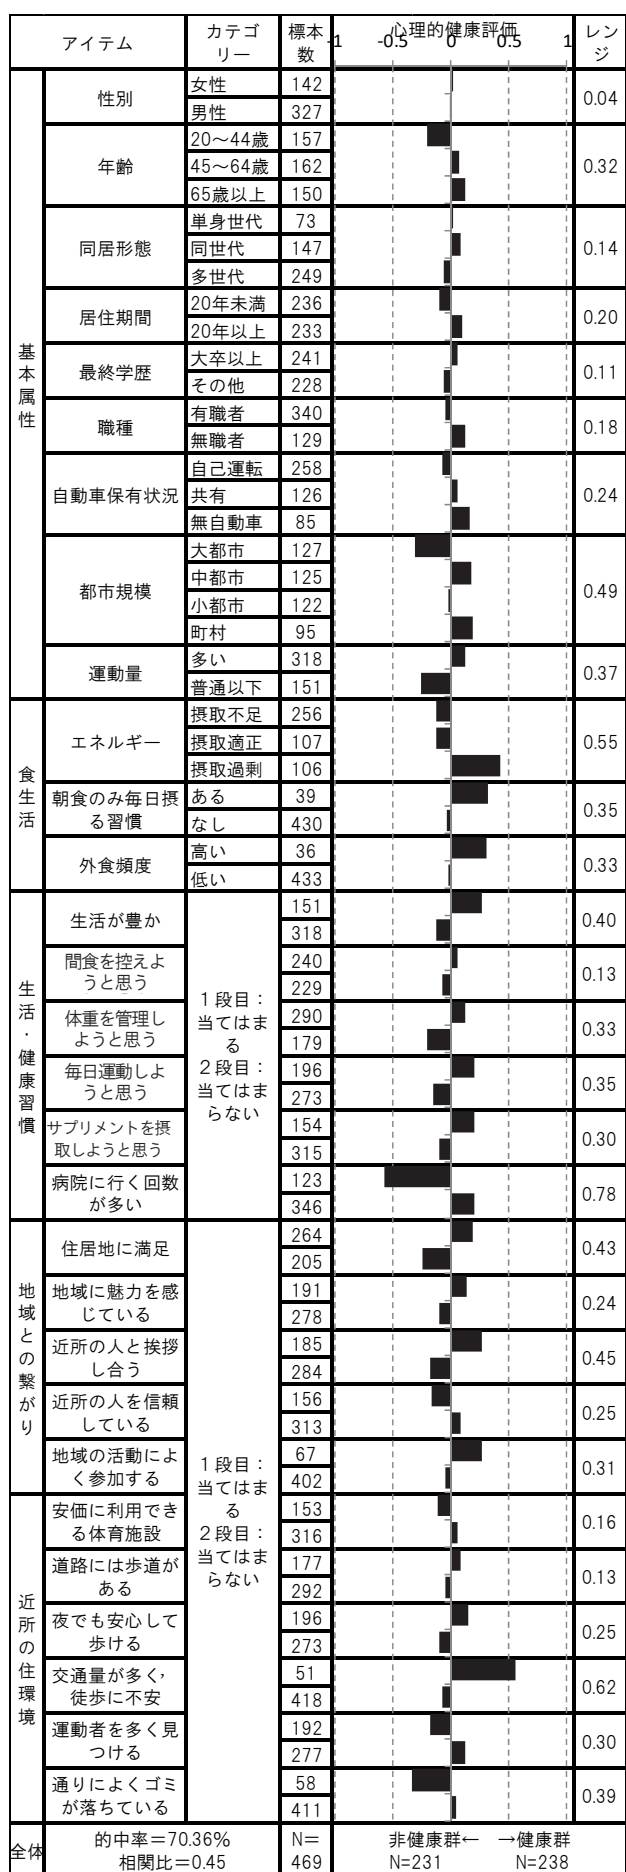 アイテム カテゴリー 標本数 心理的健康評価 レンジ
-1 -0.5 0 0.5 1
基本属性
性別 女性 142 0.04
男性 327
年齢 20～44歳 157 0.32
45～64歳 162
65歳以上 150
同居形態 単身世代 73 0.14
同世代 147
多世代 249
居住期間 20年未満 236 0.20
20年以上 233
最終学歴 大卒以上 241 0.11
その他 228
職種 有職者 340 0.18
無職者 129
自動車保有状況 自己運転 258 0.24
共有 126
無自動車 85
都市規模 大都市 127 0.49
中都市 125
小都市 122
町村 95
運動量 多い 318 0.37
普通以下 151
食生活
エネルギー 摂取不足 256 0.55
摂取適正 107
摂取過剰 106
朝食のみ毎日摂る習慣 ある 39 0.35
なし 430
外食頻度 高い 36 0.33
低い 433
生活・健康習慣
1段目：
当てはま
る
2段目：
当てはま
らない
生活が豊か 151 0.40
318
間食を控えよ 240 0.13
うと思う 229
体重を管理し 290 0.33
ようと思う 179
毎日運動しよ 196 0.35
うと思う 273
サプリメントを摂 154 0.30
取しようと思う 315
病院に行く回数 123 0.78
が多い 346
地域との繋がり
住居地に満足 264 0.43
205
地域に魅力を感 191 0.24
じている 278
近所の人と挨拶 185 0.45
し合う 284
近所の人を信頼 156 0.25
している 313
地域の活動によ 67 0.31
く参加する 402
1段目：
当てはま
る
2段目：
当てはま
らない
近所の住環境
安価に利用でき 153 0.16
る体育施設 316
道路には歩道が 177 0.13
ある 292
夜でも安心して 196 0.25
歩ける 273
交通量が多く， 51 0.62
徒歩に不安 418
運動者を多く見 192 0.30
つける 277
通りによくゴミ 58 0.39
が落ちている 411
全体 的中率＝70.36% N＝ 非健康群← →健康群
相関比＝0.45 469 N=231 N=238